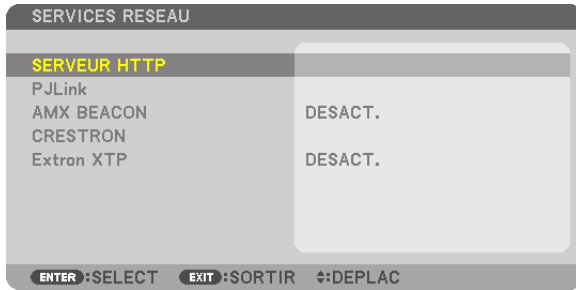 SERVICES RESEAU
SERVEUR HTTP
PJLink
AMX BEACON DESACT.
CRESTRON
Extron XTP DESACT.
ENTER :SELECT EXIT :SORTIR ♦:DEPLAC